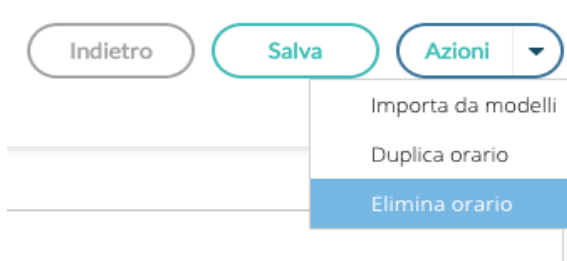 Indietro Salva Azioni
Importa da modelli
Duplica orario
Elimina orario